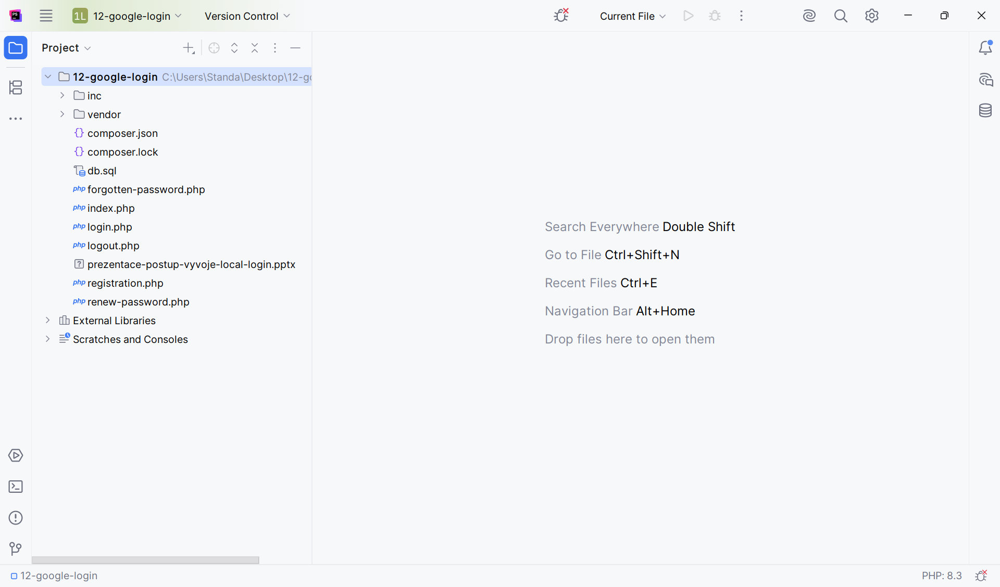 PS
1L 12-google-login
Version Control
Current File
Project
12-google-login C:\Users\Standa\Desktop\12-go
inc
vendor
{} composer.json
{} composer.lock
db.sql
php forgotten-password.php
php index.php
php login.php
php logout.php
? prezentace-postup-vyvoje-local-login.pptx
php registration.php
php renew-password.php
External Libraries
Scratches and Consoles
Search Everywhere Double Shift
Go to File Ctrl+Shift+N
Recent Files Ctrl+E
Navigation Bar Alt+Home
Drop files here to open them
12-google-login
PHP: 8.3